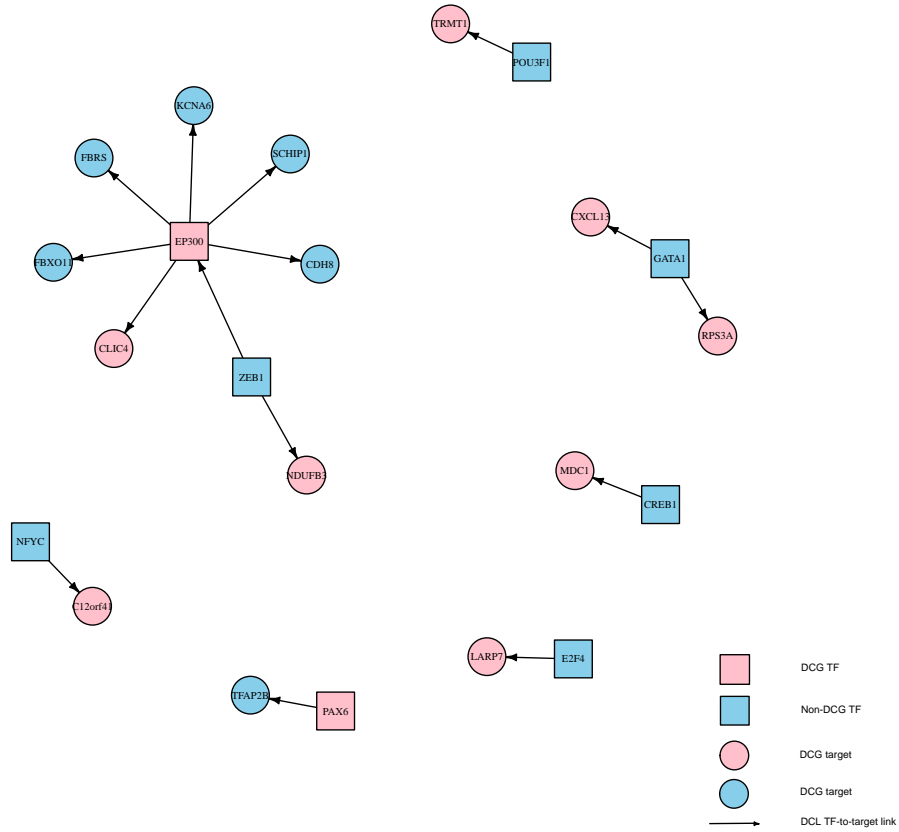 TRMT1
POU3F1
KCNA6
SCHIP1
FBRS
CXCL13
EP300
GATA1
FBXO11
CDH8
RPS3A
CLIC4
ZEB1
MDC1
NDUFB3
CREB1
NFYC
C12orf41
LARP7
E2F4
DCG TF
TFAP2B
PAX6
Non-DCG TF
DCG target
DCG target
DCL TF-to-target link